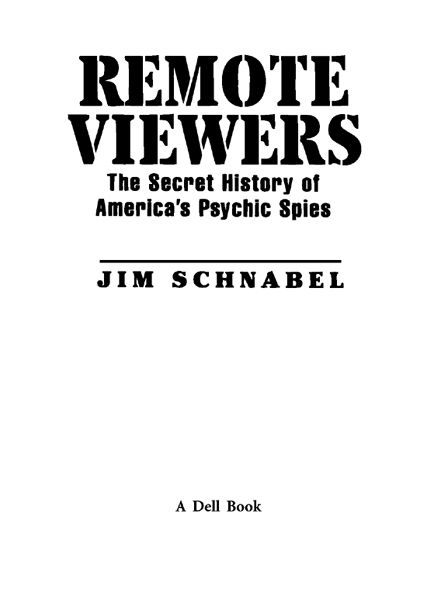 REMOTE
VIEWERS
The Secret History of
America's Psychic Spies
JIM SCHNABEL
A Dell Book